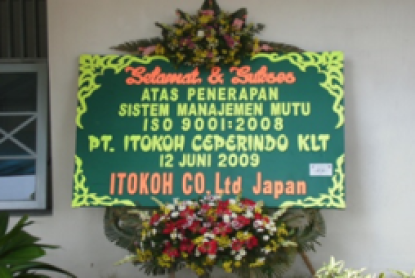 Selamat & Sukses
ATAS PENERAPAN
SISTEM MANAJEMEN MUTU
ISO 9001:2008
PT. ITOKOH CEPERINDO KLT
12 JUNI 2009
ITOKOH CO.Ltd Japan